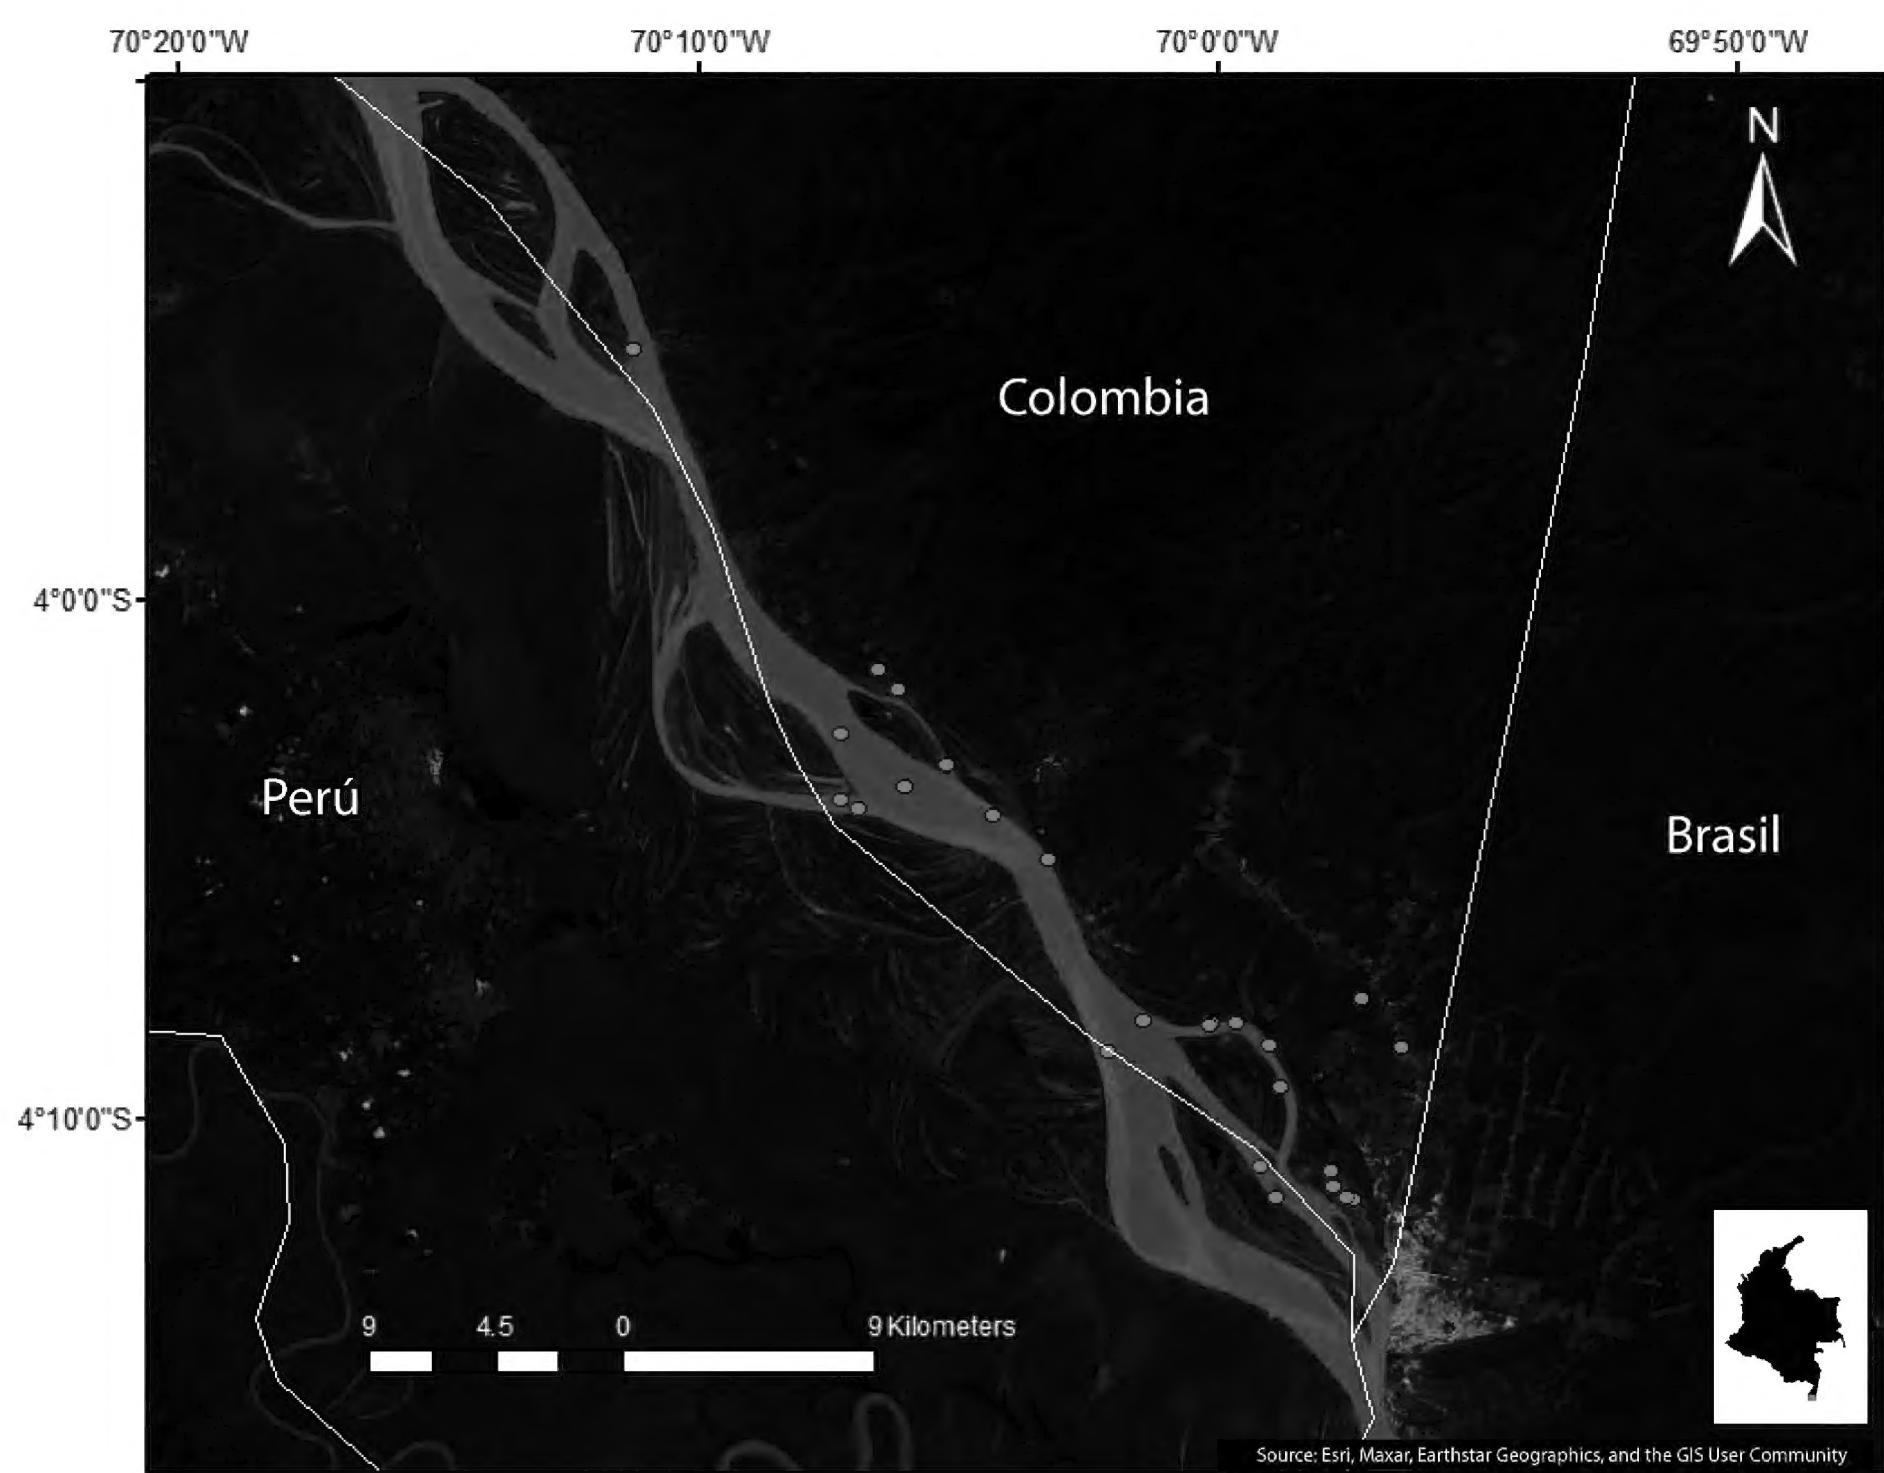 70°20'0"W 70°10'0"W 70°0'0"W 69°50'0"W
N
Colombia
4°0'0"S
Perú
Brasil
4°10'0"S
9 4.5 0 9 Kilometers
Source: Esri, Maxar, Earthstar Geographics, and the GIS User Community